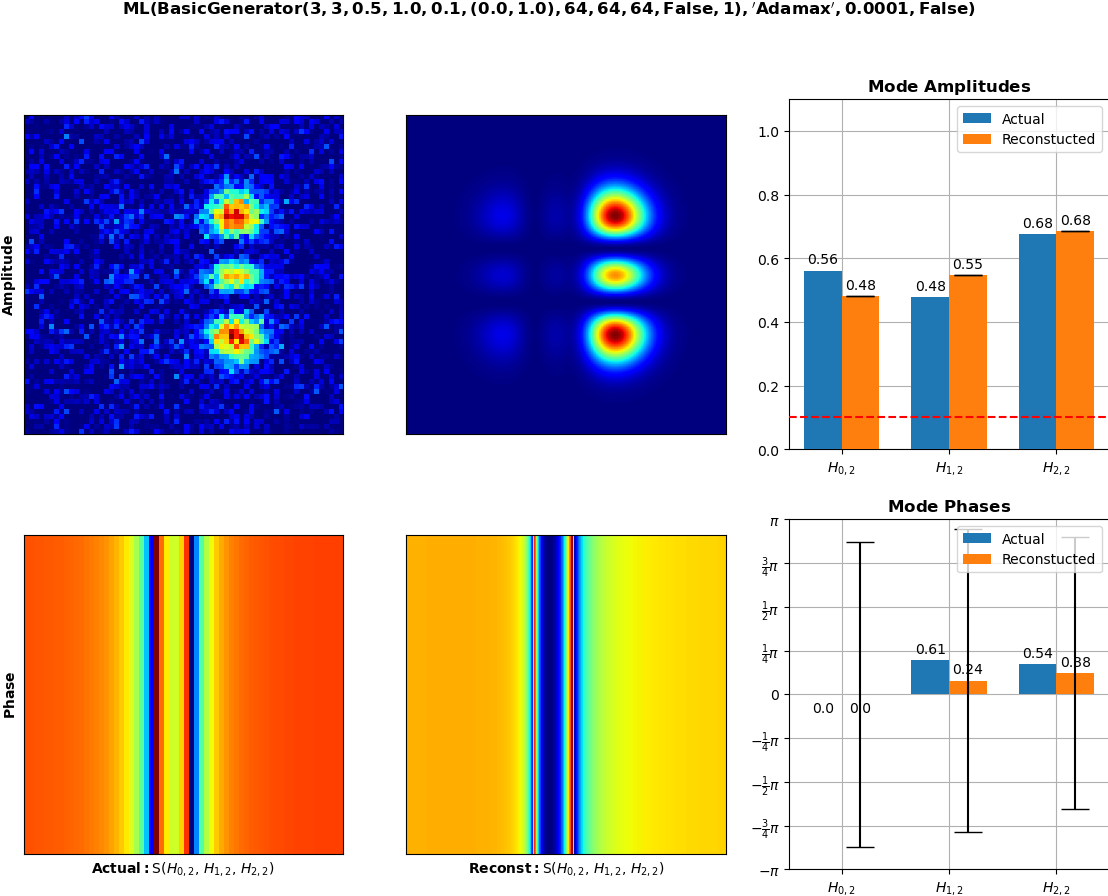 ML(BasicGenerator(3, 3, 0.5, 1.0, 0.1, (0.0, 1.0), 64, 64, 64, False, 1), ′Adamax′, 0.0001, False)
Amplitude
Mode Amplitudes
Actual
Reconstucted
1.0
0.8
0.6
0.4
0.2
0.0
0.56
0.48
0.48
0.55
0.68
0.68
H₀,₂
H₁,₂
H₂,₂
Phase
Actual: S(H₀,₂, H₁,₂, H₂,₂)
Reconst: S(H₀,₂, H₁,₂, H₂,₂)
Mode Phases
Actual
Reconstucted
π
¾π
½π
¼π
0
−¼π
−½π
−¾π
−π
0.0
0.0
0.61
0.24
0.54
0.38
H₀,₂
H₁,₂
H₂,₂